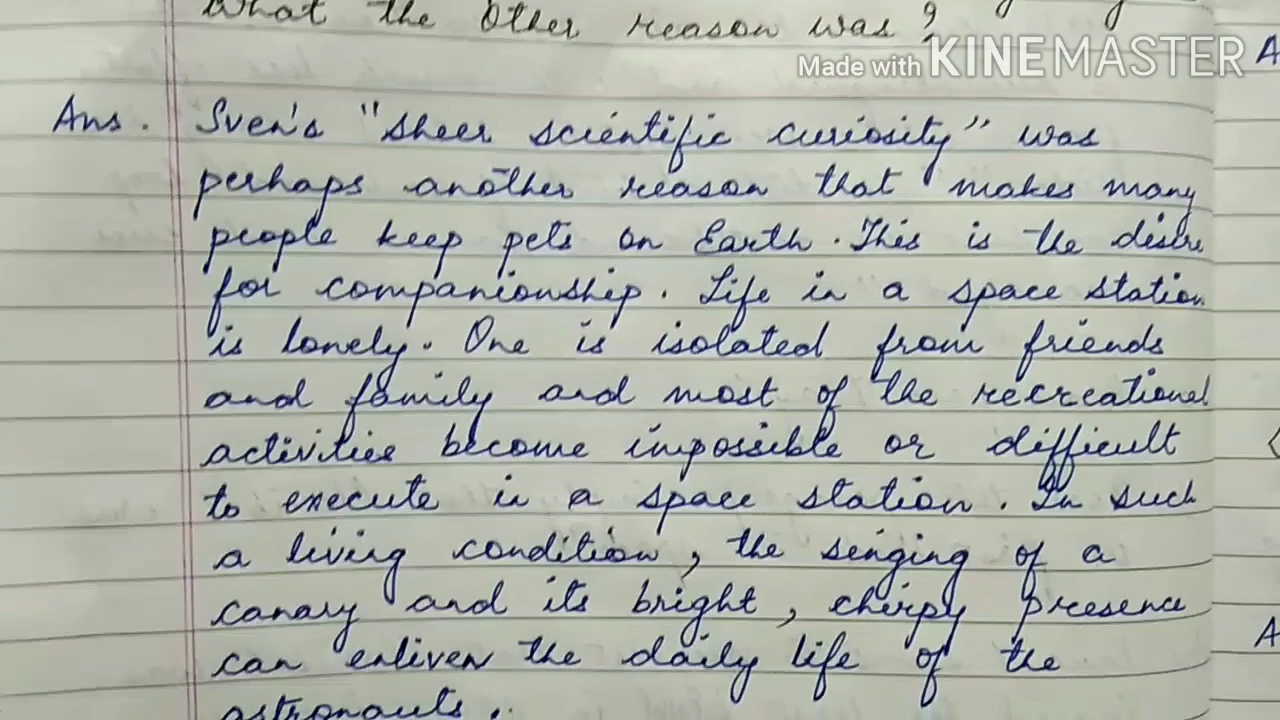 What the other reason was?
Made with KINEMASTER
A
Ans. Sven's "sheer scientific curiosity" was
perhaps another reason that makes many
people keep pets on Earth. This is the desire
for companionship. Life in a space station
is lonely. One is isolated from friends
and family and most of the recreational
activities become impossible or difficult
to execute in a space station. In such
a living condition, the singing of a
canary and its bright, chirpy presence
A
can enliven the daily life of the
astronauts.